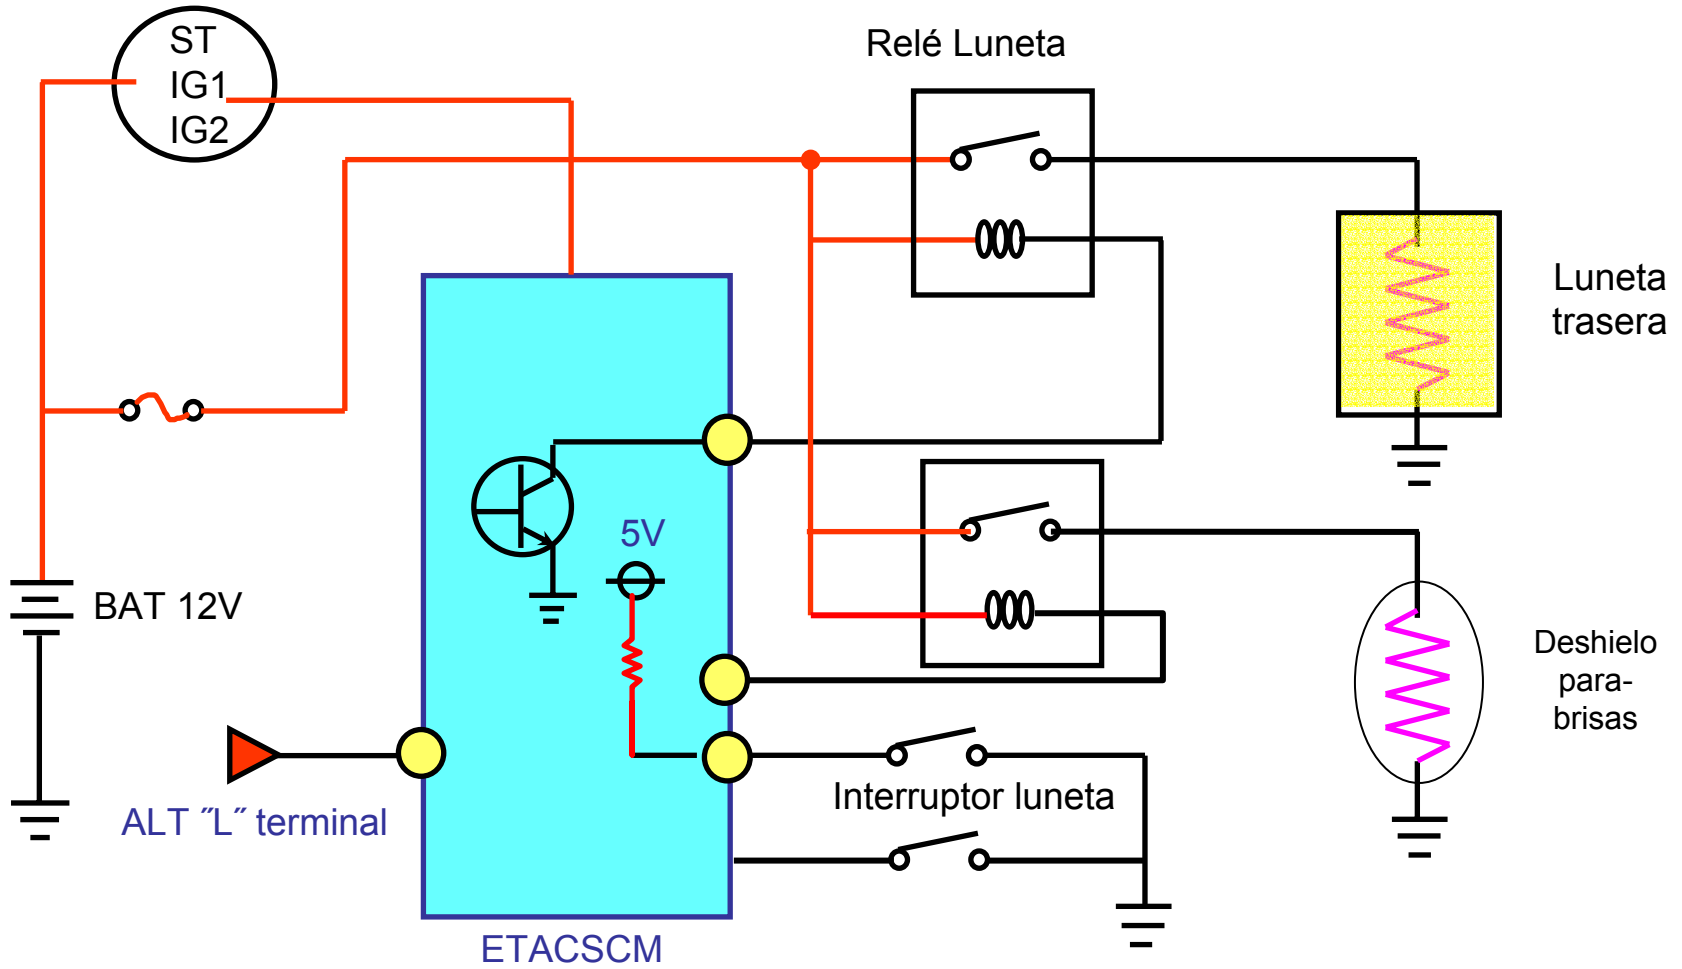 ST
IG1
IG2
Relé Luneta
Luneta
trasera
5V
BAT 12V
Deshielo
para-
brisas
Interruptor luneta
ALT ˝L˝ terminal
ETACSCM